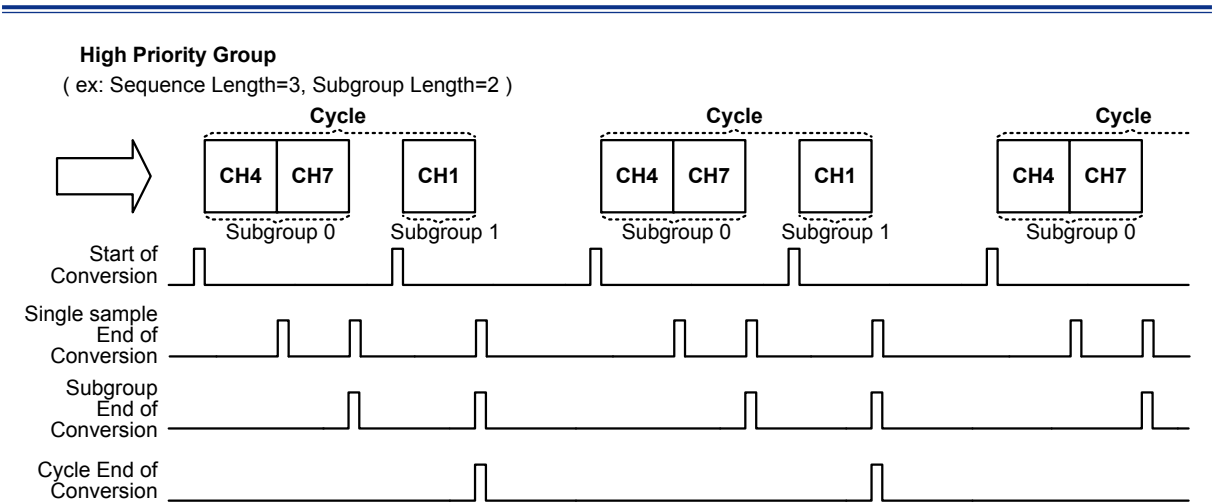 High Priority Group
( ex: Sequence Length=3, Subgroup Length=2 )
Cycle Cycle Cycle
CH4 CH7 CH1 CH4 CH7 CH1 CH4 CH7
Subgroup 0 Subgroup 1 Subgroup 0 Subgroup 1 Subgroup 0
Start of
Conversion
Single sample
End of
Conversion
Subgroup
End of
Conversion
Cycle End of
Conversion